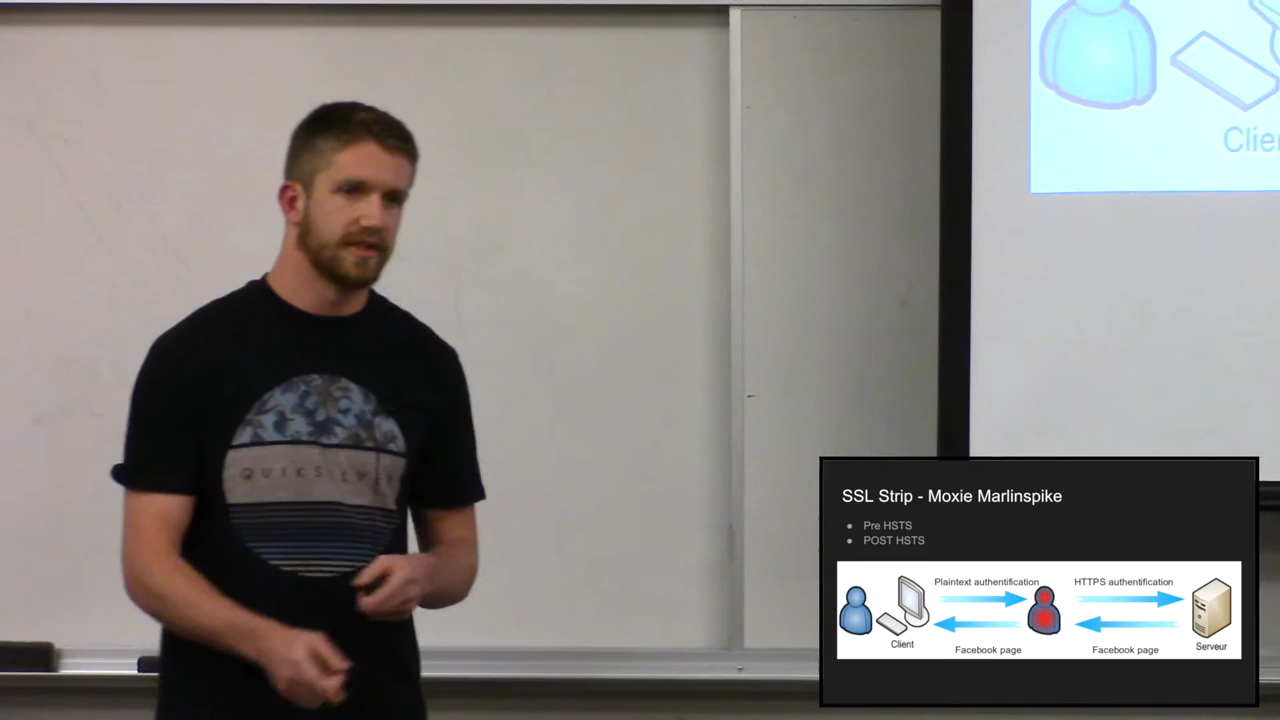 Clie
QUIKSILVER
SSL Strip - Moxie Marlinspike
● Pre HSTS
● POST HSTS
Plaintext authentification HTTPS authentification
Client
Facebook page Facebook page
Serveur